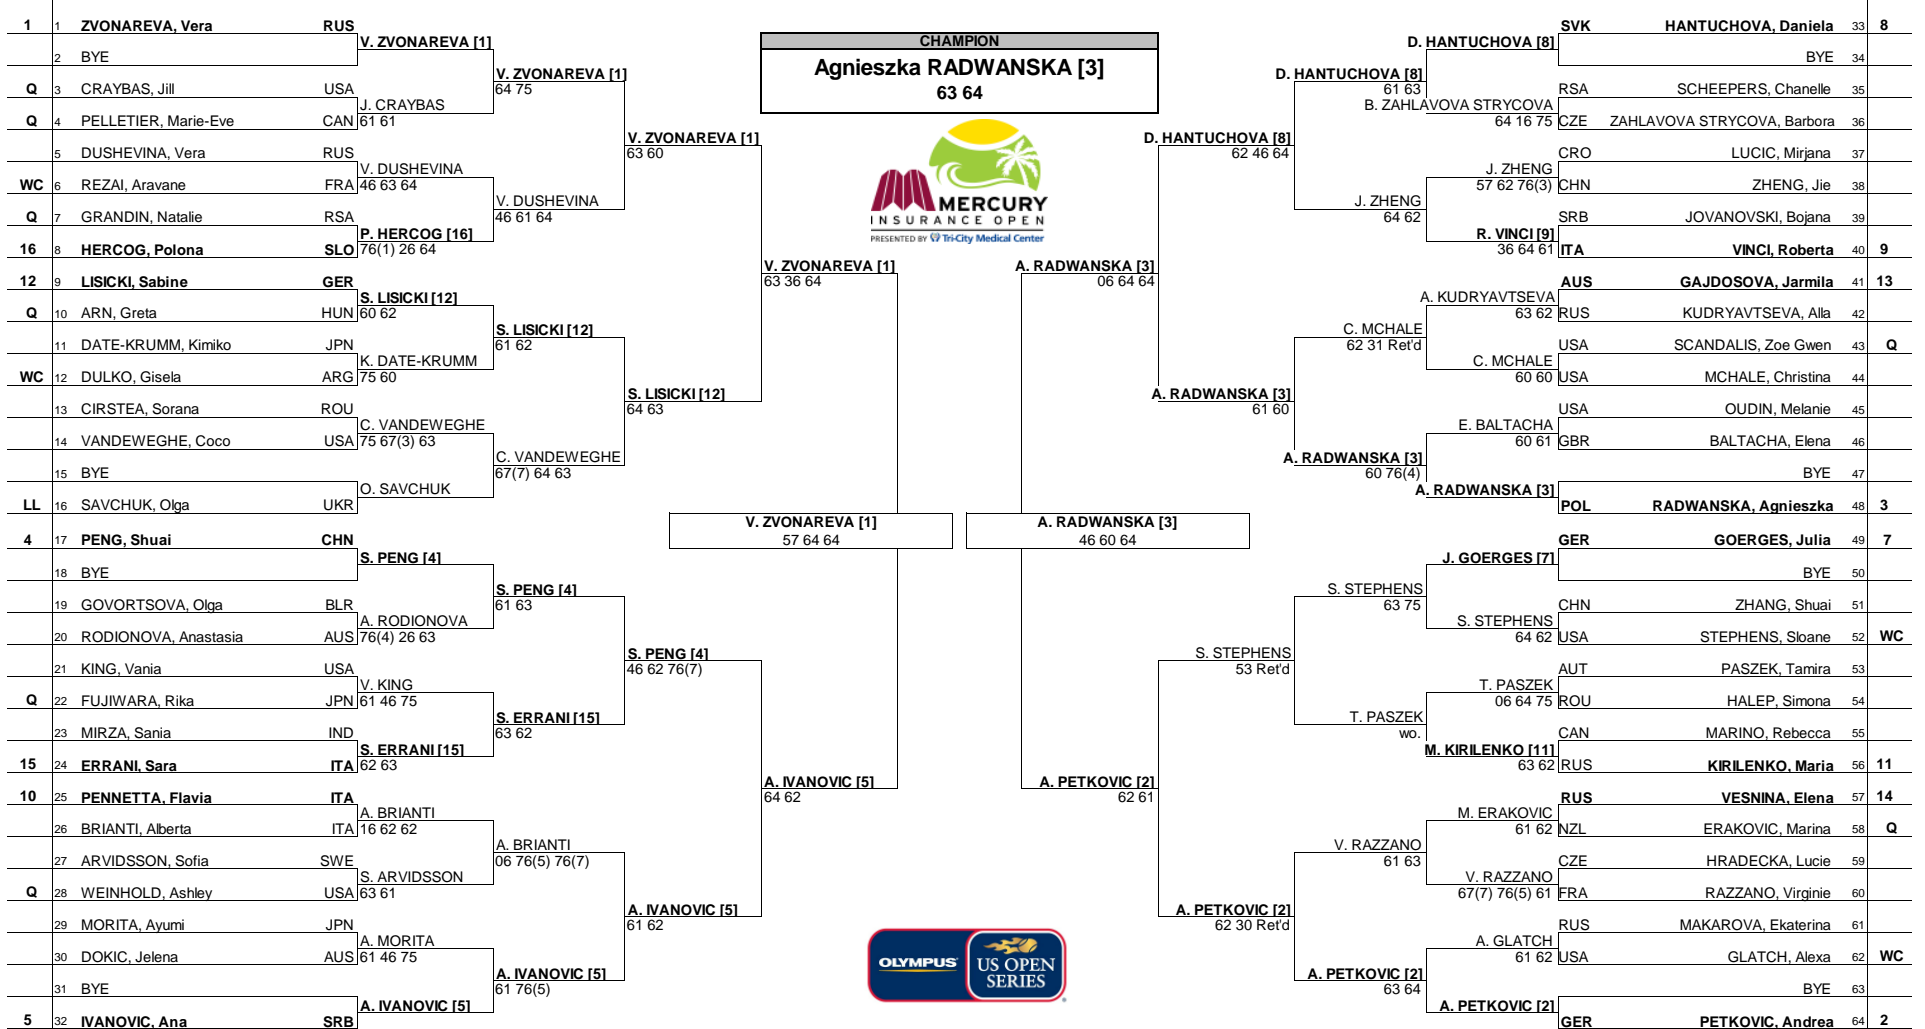 1 1 ZVONAREVA, Vera RUS
V. ZVONAREVA [1]
2 BYE
V. ZVONAREVA [1]
64 75
Q 3 CRAYBAS, Jill USA
J. CRAYBAS
Q 4 PELLETIER, Marie-Eve CAN 61 61
V. ZVONAREVA [1]
63 60
5 DUSHEVINA, Vera RUS
V. DUSHEVINA
WC 6 REZAI, Aravane FRA 46 63 64
V. DUSHEVINA
46 61 64
Q 7 GRANDIN, Natalie RSA
P. HERCOG [16]
16 8 HERCOG, Polona SLO 76(1) 26 64
V. ZVONAREVA [1]
63 36 64
12 9 LISICKI, Sabine GER
S. LISICKI [12]
Q 10 ARN, Greta HUN 60 62
S. LISICKI [12]
61 62
11 DATE-KRUMM, Kimiko JPN
K. DATE-KRUMM
WC 12 DULKO, Gisela ARG 75 60
S. LISICKI [12]
64 63
13 CIRSTEA, Sorana ROU
C. VANDEWEGHE
14 VANDEWEGHE, Coco USA 75 67(3) 63
C. VANDEWEGHE
67(7) 64 63
15 BYE
O. SAVCHUK
LL 16 SAVCHUK, Olga UKR
V. ZVONAREVA [1]
57 64 64
4 17 PENG, Shuai CHN
S. PENG [4]
18 BYE
S. PENG [4]
61 63
19 GOVORTSOVA, Olga BLR
A. RODIONOVA
20 RODIONOVA, Anastasia AUS 76(4) 26 63
S. PENG [4]
46 62 76(7)
21 KING, Vania USA
V. KING
Q 22 FUJIWARA, Rika JPN 61 46 75
S. ERRANI [15]
63 62
23 MIRZA, Sania IND
S. ERRANI [15]
15 24 ERRANI, Sara ITA 62 63
A. IVANOVIC [5]
64 62
10 25 PENNETTA, Flavia ITA
A. BRIANTI
26 BRIANTI, Alberta ITA 16 62 62
A. BRIANTI
06 76(5) 76(7)
27 ARVIDSSON, Sofia SWE
S. ARVIDSSON
Q 28 WEINHOLD, Ashley USA 63 61
A. IVANOVIC [5]
61 62
29 MORITA, Ayumi JPN
A. MORITA
30 DOKIC, Jelena AUS 61 46 75
A. IVANOVIC [5]
61 76(5)
31 BYE
A. IVANOVIC [5]
5 32 IVANOVIC, Ana SRB
CHAMPION
Agnieszka RADWANSKA [3]
63 64
MERCURY
INSURANCE OPEN
PRESENTED BY Tri-City Medical Center
OLYMPUS
US OPEN
SERIES
SVK HANTUCHOVA, Daniela 33 8
D. HANTUCHOVA [8]
BYE 34
D. HANTUCHOVA [8]
61 63
RSA SCHEEPERS, Chanelle 35
B. ZAHLAVOVA STRYCOVA
64 16 75 CZE ZAHLAVOVA STRYCOVA, Barbora 36
D. HANTUCHOVA [8]
62 46 64
CRO LUCIC, Mirjana 37
J. ZHENG
57 62 76(3) CHN ZHENG, Jie 38
J. ZHENG
64 62
SRB JOVANOVSKI, Bojana 39
R. VINCI [9]
36 64 61 ITA VINCI, Roberta 40 9
A. RADWANSKA [3]
06 64 64
AUS GAJDOSOVA, Jarmila 41 13
A. KUDRYAVTSEVA
63 62 RUS KUDRYAVTSEVA, Alla 42
C. MCHALE
62 31 Ret'd
USA SCANDALIS, Zoe Gwen 43 Q
C. MCHALE
60 60 USA MCHALE, Christina 44
A. RADWANSKA [3]
61 60
USA OUDIN, Melanie 45
E. BALTACHA
60 61 GBR BALTACHA, Elena 46
A. RADWANSKA [3]
60 76(4)
BYE 47
A. RADWANSKA [3]
POL RADWANSKA, Agnieszka 48 3
A. RADWANSKA [3]
46 60 64
GER GOERGES, Julia 49 7
J. GOERGES [7]
BYE 50
S. STEPHENS
63 75
CHN ZHANG, Shuai 51
S. STEPHENS
64 62 USA STEPHENS, Sloane 52 WC
S. STEPHENS
53 Ret'd
AUT PASZEK, Tamira 53
T. PASZEK
06 64 75 ROU HALEP, Simona 54
T. PASZEK
wo.
CAN MARINO, Rebecca 55
M. KIRILENKO [11]
63 62 RUS KIRILENKO, Maria 56 11
A. PETKOVIC [2]
62 61
RUS VESNINA, Elena 57 14
M. ERAKOVIC
61 62 NZL ERAKOVIC, Marina 58 Q
V. RAZZANO
61 63
CZE HRADECKA, Lucie 59
V. RAZZANO
67(7) 76(5) 61 FRA RAZZANO, Virginie 60
A. PETKOVIC [2]
62 30 Ret'd
RUS MAKAROVA, Ekaterina 61
A. GLATCH
61 62 USA GLATCH, Alexa 62 WC
A. PETKOVIC [2]
63 64
BYE 63
A. PETKOVIC [2]
GER PETKOVIC, Andrea 64 2